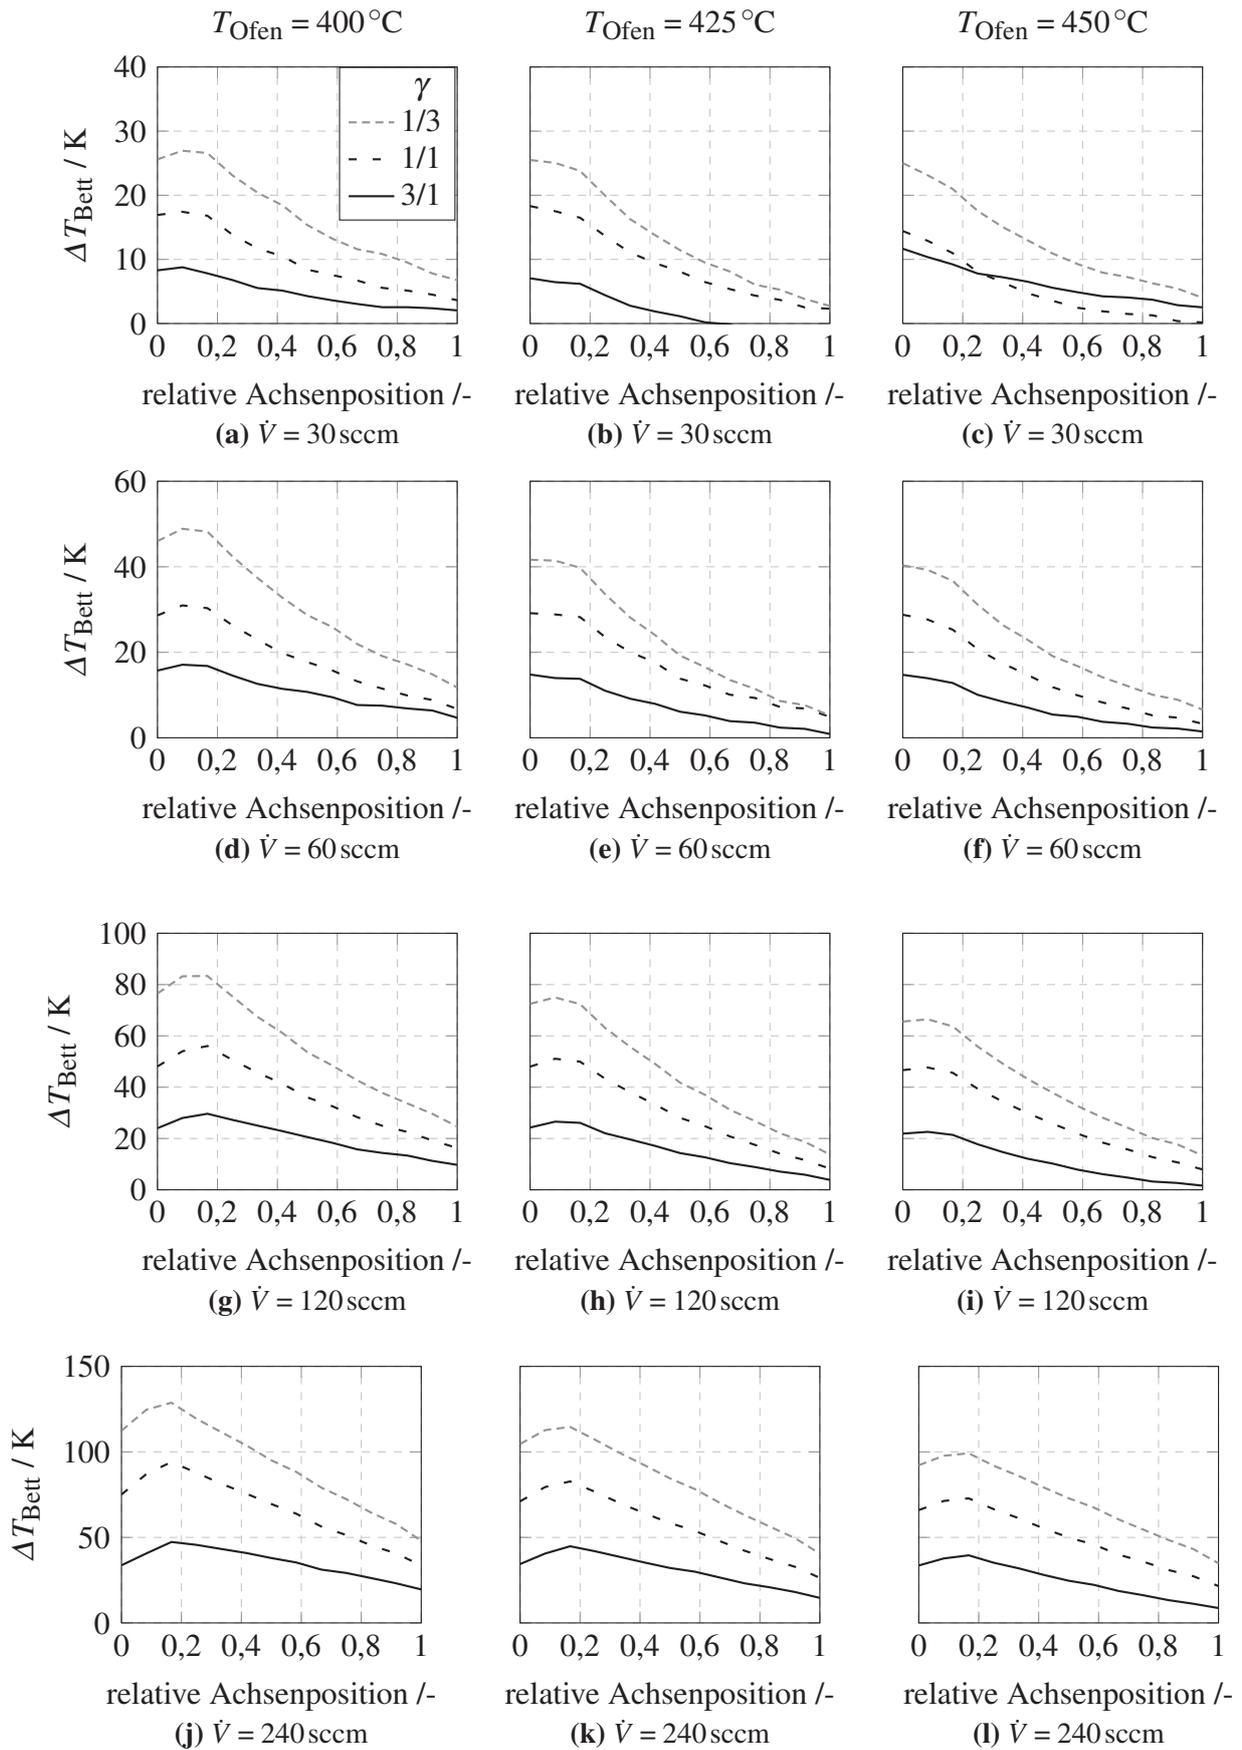 T_Ofen = 400 °C T_Ofen = 425 °C T_Ofen = 450 °C
ΔT_Bett / K
40
30
20
10
0
γ
1/3
1/1
3/1
0 0,2 0,4 0,6 0,8 1 0 0,2 0,4 0,6 0,8 1 0 0,2 0,4 0,6 0,8 1
relative Achsenposition /- relative Achsenposition /- relative Achsenposition /-
(a) V̇ = 30 sccm (b) V̇ = 30 sccm (c) V̇ = 30 sccm
ΔT_Bett / K
60
40
20
0
0 0,2 0,4 0,6 0,8 1 0 0,2 0,4 0,6 0,8 1 0 0,2 0,4 0,6 0,8 1
relative Achsenposition /- relative Achsenposition /- relative Achsenposition /-
(d) V̇ = 60 sccm (e) V̇ = 60 sccm (f) V̇ = 60 sccm
ΔT_Bett / K
100
80
60
40
20
0
0 0,2 0,4 0,6 0,8 1 0 0,2 0,4 0,6 0,8 1 0 0,2 0,4 0,6 0,8 1
relative Achsenposition /- relative Achsenposition /- relative Achsenposition /-
(g) V̇ = 120 sccm (h) V̇ = 120 sccm (i) V̇ = 120 sccm
ΔT_Bett / K
150
100
50
0
0 0,2 0,4 0,6 0,8 1 0 0,2 0,4 0,6 0,8 1 0 0,2 0,4 0,6 0,8 1
relative Achsenposition /- relative Achsenposition /- relative Achsenposition /-
(j) V̇ = 240 sccm (k) V̇ = 240 sccm (l) V̇ = 240 sccm